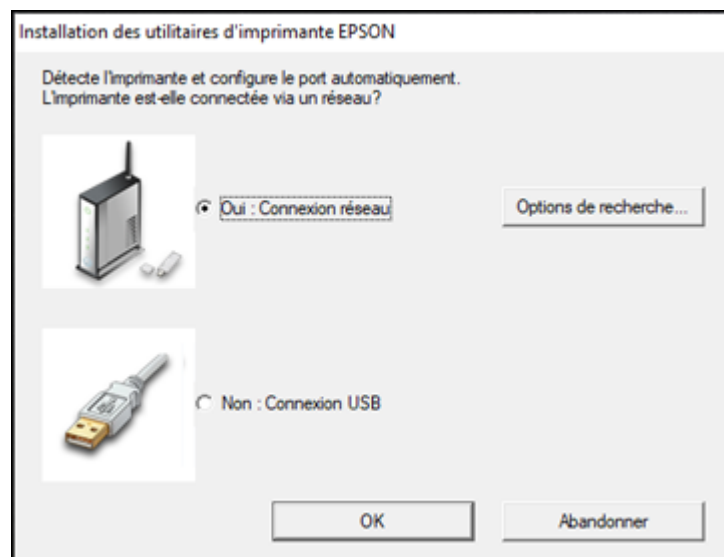 Installation des utilitaires d'imprimante EPSON
Détecte l'imprimante et configure le port automatiquement.
L'imprimante est-elle connectée via un réseau?
Oui : Connexion réseau
Options de recherche...
Non : Connexion USB
OK
Abandonner